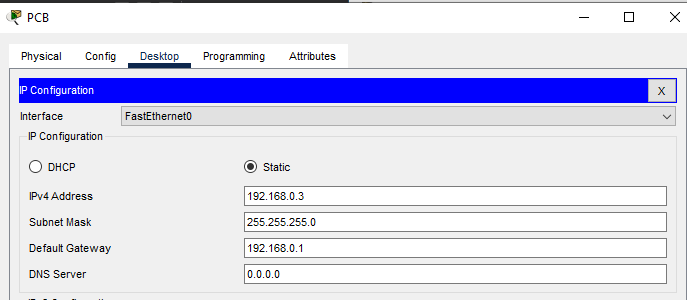 PCB
Physical Config Desktop Programming Attributes
IP Configuration X
Interface FastEthernet0
IP Configuration
DHCP Static
IPv4 Address 192.168.0.3
Subnet Mask 255.255.255.0
Default Gateway 192.168.0.1
DNS Server 0.0.0.0